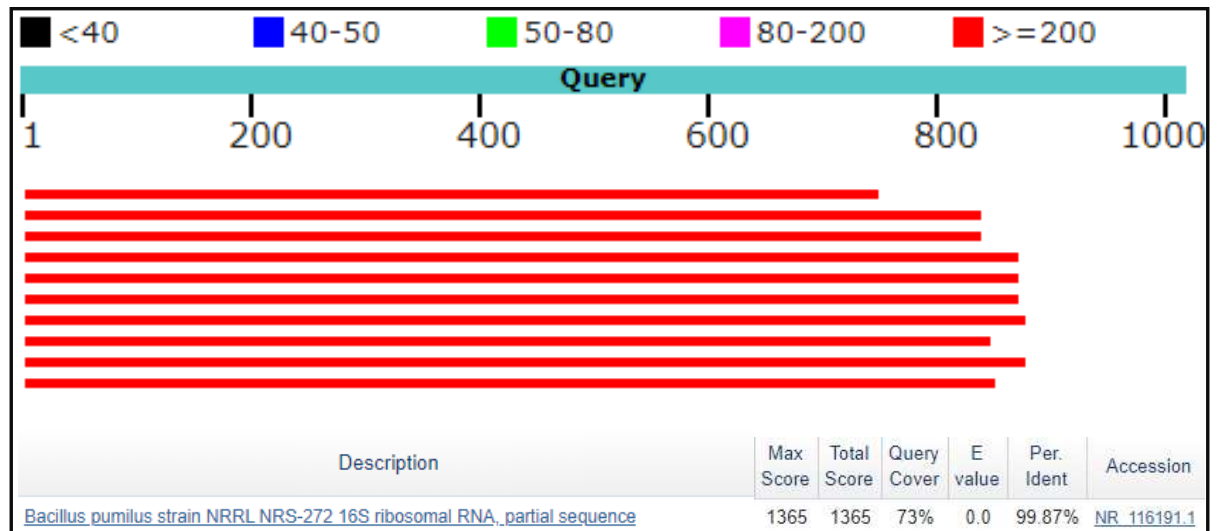 <40 40-50 50-80 80-200 >=200
Query
1 200 400 600 800 1000
Description Max Score Total Score Query Cover E value Per. Ident Accession
Bacillus pumilus strain NRRL NRS-272 16S ribosomal RNA, partial sequence 1365 1365 73% 0.0 99.87% NR_116191.1